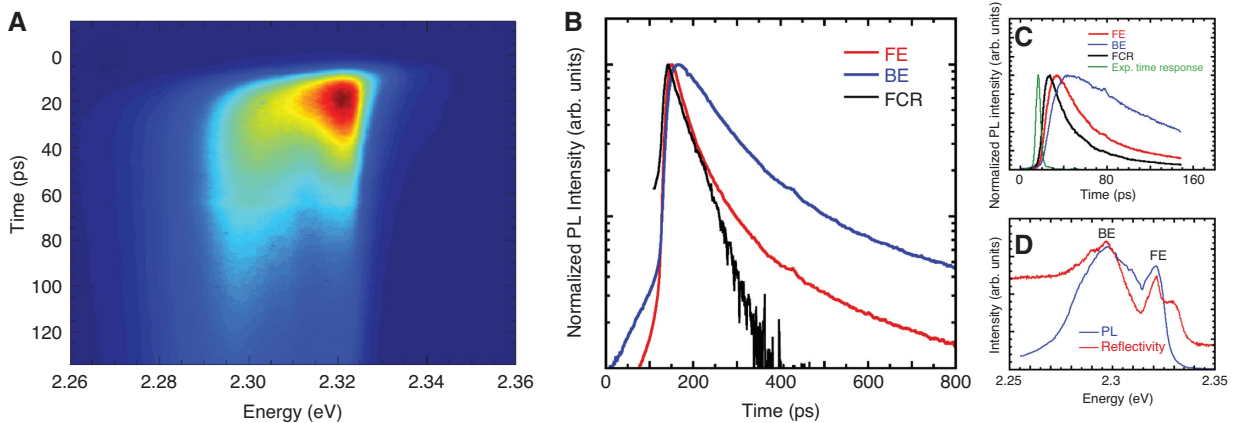 A
0
20
40
60
80
100
120
Time (ps)
2.26
2.28
2.30
2.32
2.34
2.36
Energy (eV)
B
Normalized PL Intensity (arb. units)
FE
BE
FCR
0
200
400
600
800
Time (ps)
C
Normalized PL intensity (arb. units)
FE
BE
FCR
Exp. time response
0
80
160
Time (ps)
D
Intensity (arb. units)
BE
FE
PL
Reflectivity
2.25
2.3
2.35
Energy (eV)